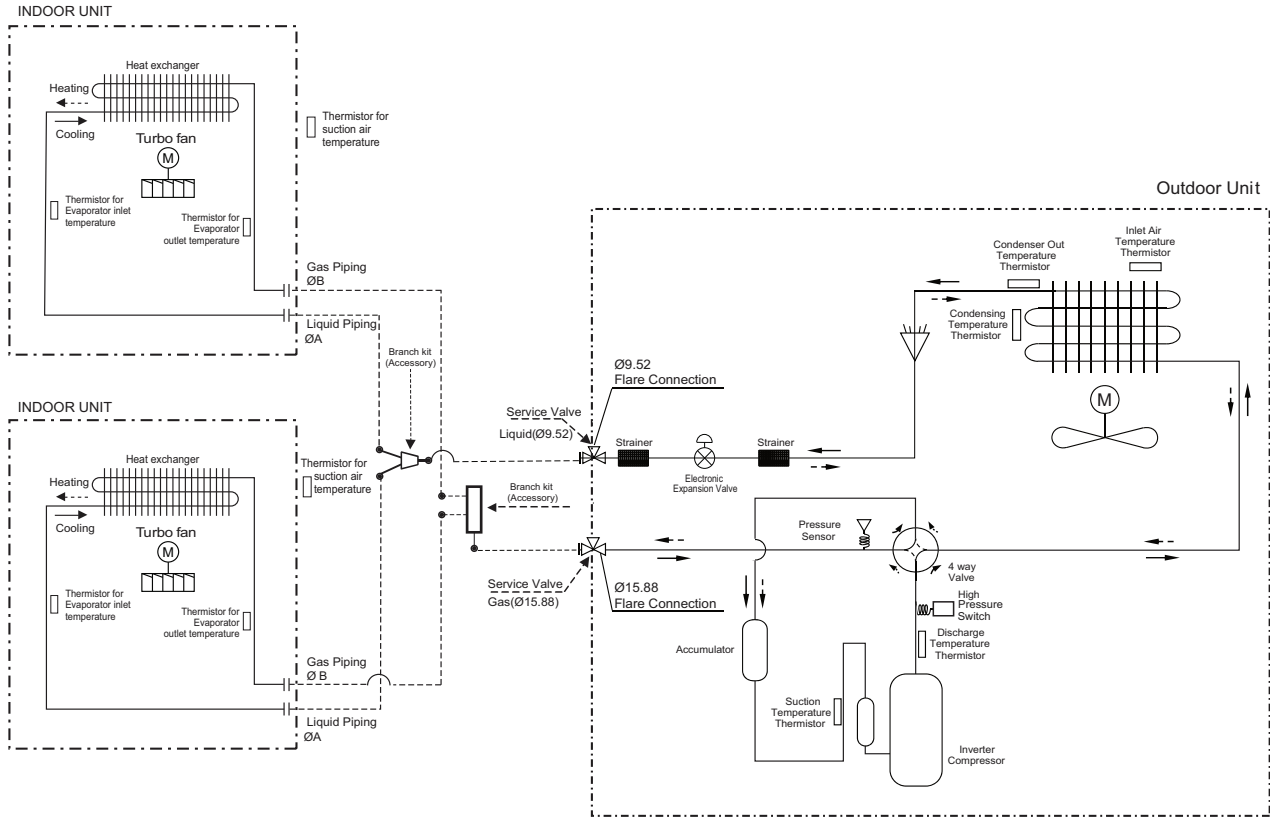 INDOOR UNIT
Heat exchanger
Heating
Cooling
Turbo fan
M
Thermistor for
suction air
temperature
Thermistor for
Evaporator inlet
temperature
Thermistor for
Evaporator
outlet temperature
Gas Piping
ØB
Liquid Piping
ØA
Branch kit
(Accessory)
INDOOR UNIT
Heat exchanger
Heating
Cooling
Turbo fan
M
Thermistor for
suction air
temperature
Thermistor for
Evaporator inlet
temperature
Thermistor for
Evaporator
outlet temperature
Gas Piping
Ø B
Liquid Piping
ØA
Branch kit
(Accessory)
Outdoor Unit
Condenser Out
Temperature
Thermistor
Inlet Air
Temperature
Thermistor
Condensing
Temperature
Thermistor
M
Ø9.52
Flare Connection
Service Valve
Liquid(Ø9.52)
Strainer
Electronic
Expansion Valve
Strainer
Pressure
Sensor
4 way
Valve
Service Valve
Gas(Ø15.88)
Ø15.88
Flare Connection
High
Pressure
Switch
Discharge
Temperature
Thermistor
Accumulator
Suction
Temperature
Thermistor
Inverter
Compressor